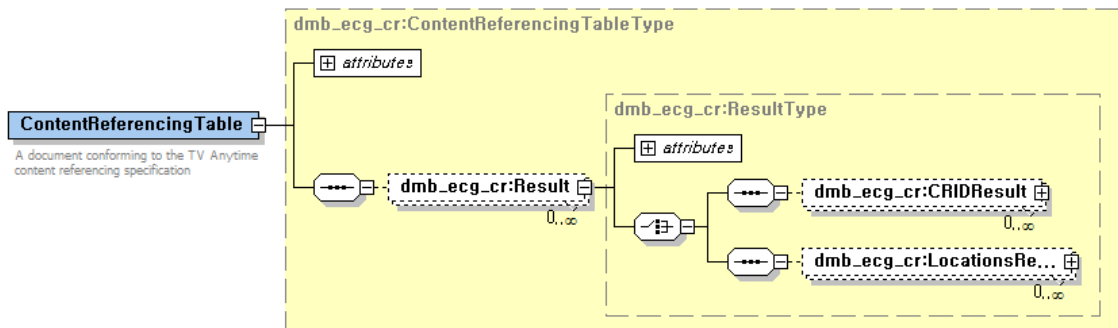 dmb_ecg_cr:ContentReferencingTableType
attributes
dmb_ecg_cr:ResultType
ContentReferencingTable
A document conforming to the TV Anytime
content referencing specification
attributes
dmb_ecg_cr:Result
0..∞
dmb_ecg_cr:CRIDResult
0..∞
dmb_ecg_cr:LocationsRe...
0..∞